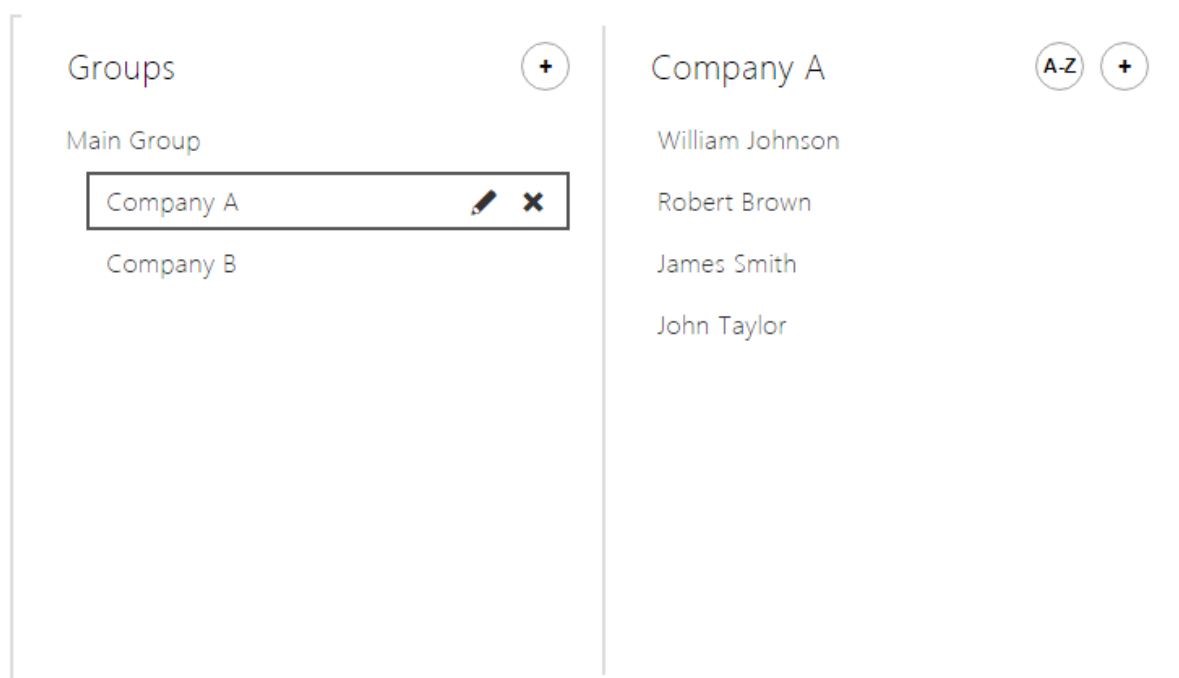 Groups +
Main Group
Company A
Company B
Company A A-Z +
William Johnson
Robert Brown
James Smith
John Taylor